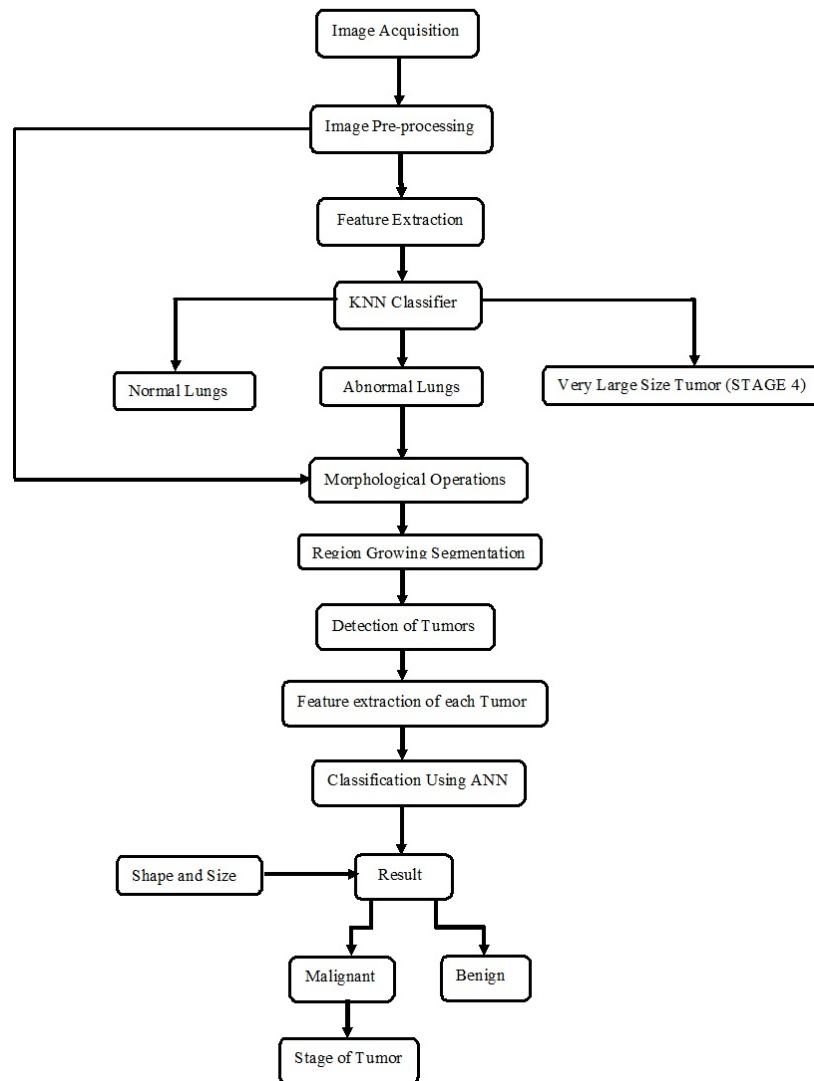 Image Acquisition
Image Pre-processing
Feature Extraction
KNN Classifier
Normal Lungs
Abnormal Lungs
Very Large Size Tumor (STAGE 4)
Morphological Operations
Region Growing Segmentation
Detection of Tumors
Feature extraction of each Tumor
Classification Using ANN
Shape and Size
Result
Malignant
Benign
Stage of Tumor